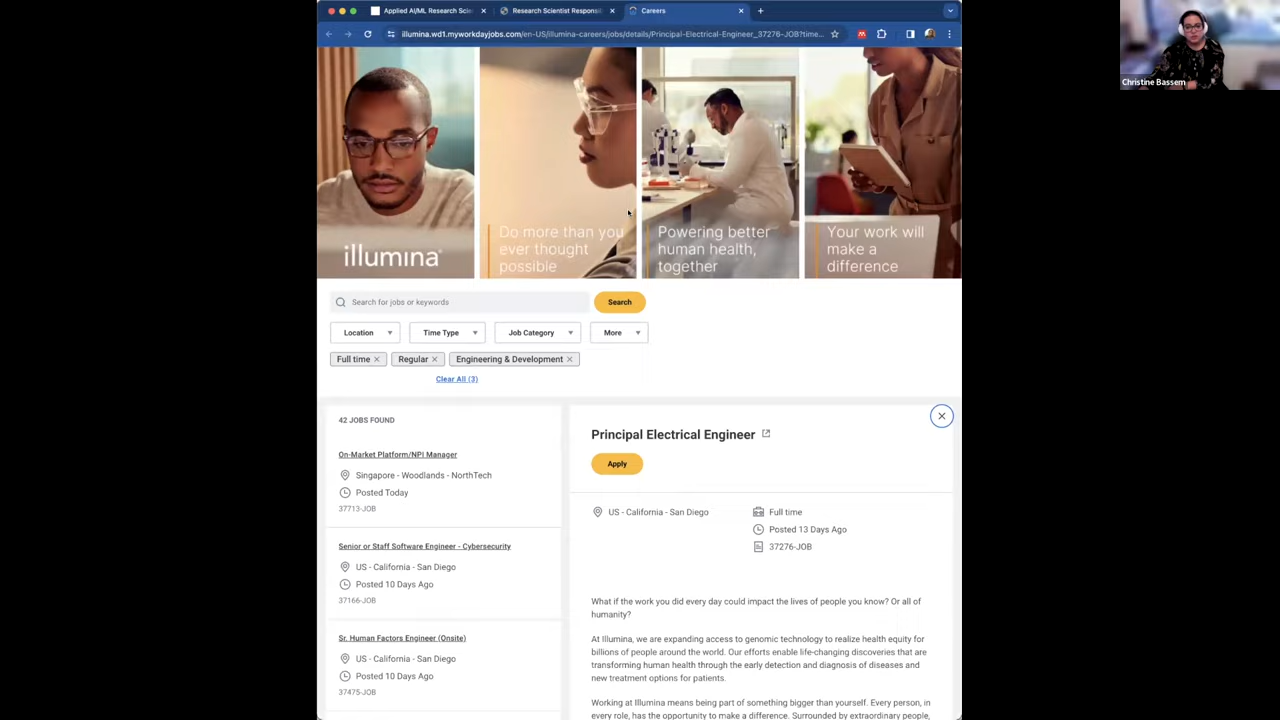 Applied AI/ML Research Scie
Research Scientist Responsi
Careers
illumina.wd1.myworkdayjobs.com/en-US/illumina-careers/jobs/details/Principal-Electrical-Engineer_37276-JOB?time...
Christine Bassem
illumina
Do more than you
ever thought
possible
Powering better
human health,
together
Your work will
make a
difference
Search for jobs or keywords
Search
Location
Time Type
Job Category
More
Full time
Regular
Engineering & Development
Clear All (3)
42 JOBS FOUND
On-Market Platform/NPI Manager
Singapore - Woodlands - NorthTech
Posted Today
37713-JOB
Senior or Staff Software Engineer - Cybersecurity
US - California - San Diego
Posted 10 Days Ago
37166-JOB
Sr. Human Factors Engineer (Onsite)
US - California - San Diego
Posted 10 Days Ago
37475-JOB
Principal Electrical Engineer
Apply
US - California - San Diego
Full time
Posted 13 Days Ago
37276-JOB
What if the work you did every day could impact the lives of people you know? Or all of
humanity?
At Illumina, we are expanding access to genomic technology to realize health equity for
billions of people around the world. Our efforts enable life-changing discoveries that are
transforming human health through the early detection and diagnosis of diseases and
new treatment options for patients.
Working at Illumina means being part of something bigger than yourself. Every person, in
every role, has the opportunity to make a difference. Surrounded by extraordinary people,